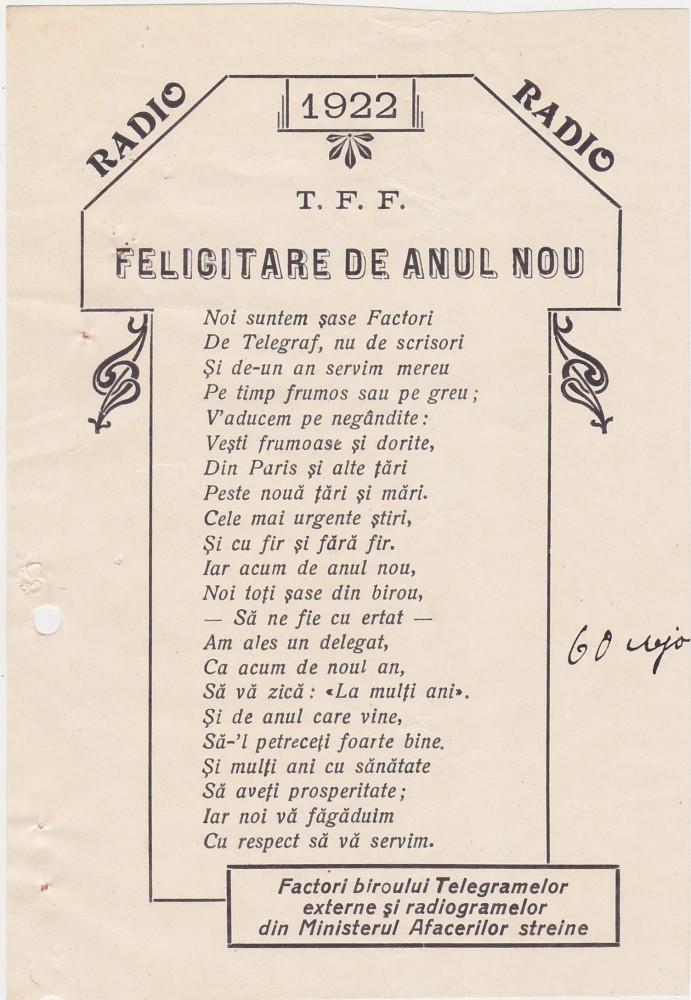 RADIO
1922
RADIO
T. F. F.
FELICITARE DE ANUL NOU
Noi suntem șase Factori
De Telegraf, nu de scrisori
Și de-un an servim mereu
Pe timp frumos sau pe greu ;
V'aducem pe negândite :
Vești frumoase și dorite,
Din Paris și alte țări
Peste nouă țări și mări.
Cele mai urgente știri,
Și cu fir și fără fir.
Iar acum de anul nou,
Noi toți șase din birou,
— Să ne fie cu ertat —
Am ales un delegat,
Ca acum de noul an,
Să vă zică : «La mulți ani».
Și de anul care vine,
Să-'l petreceți foarte bine.
Și mulți ani cu sănătate
Să aveți prosperitate ;
Iar noi vă făgăduim
Cu respect să vă servim.
60
Factori biroului Telegramelor
externe și radiogramelor
din Ministerul Afacerilor streine